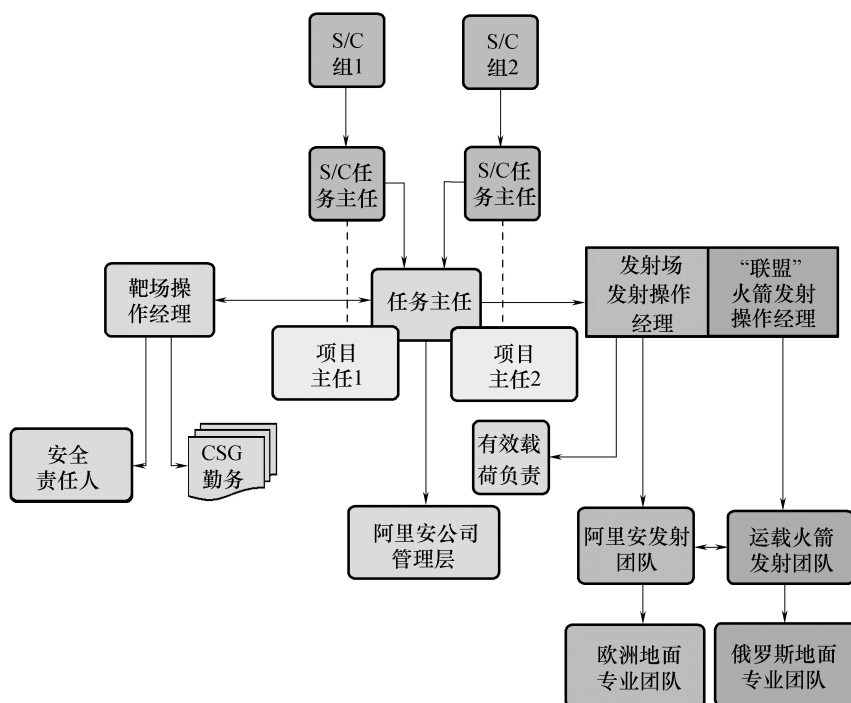 S/C
组1
S/C
组2
S/C任
务主任
S/C任
务主任
靶场操
作经理
任务主任
发射场
发射操作
经理
“联盟”
火箭发射
操作经理
项目
主任1
项目
主任2
安全
责任人
CSG
勤务
有效载
荷负责
阿里安公司
管理层
阿里安发射
团队
运载火箭
发射团队
欧洲地面
专业团队
俄罗斯地面
专业团队